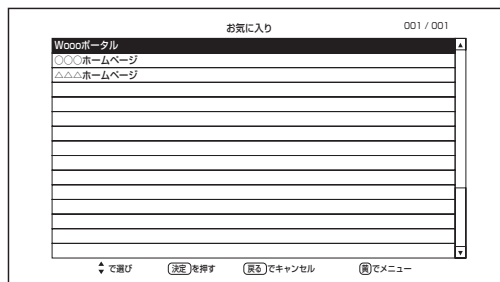 お気に入り 001 / 001
Woooポータル
○○○ホームページ
△△△ホームページ
で選び 決定を押す 戻るでキャンセル 黄でメニュー